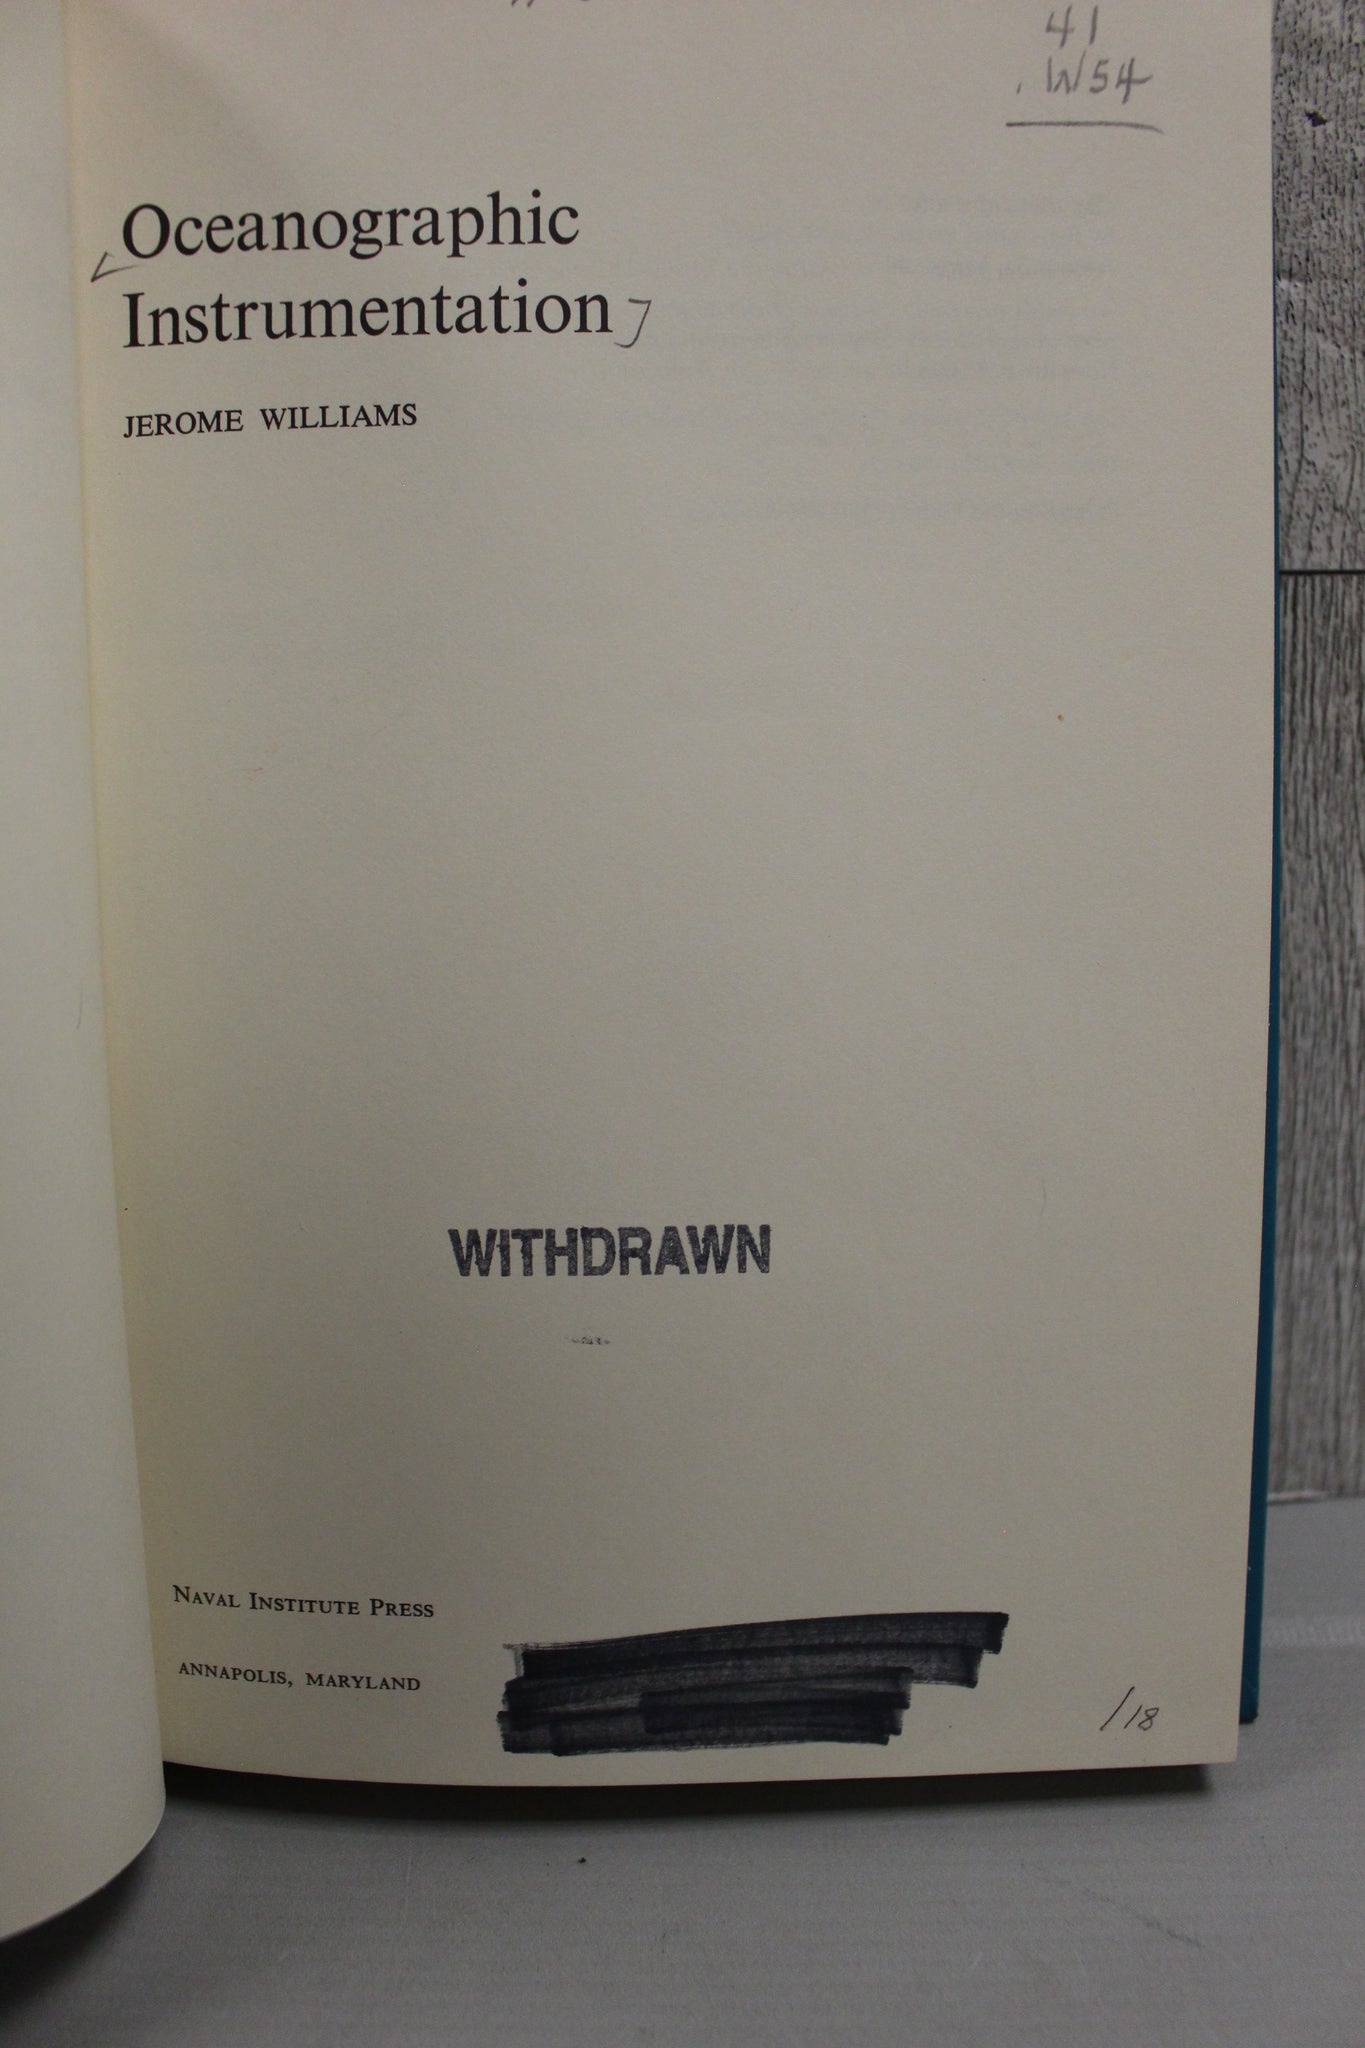 41
.W54
Oceanographic
Instrumentation
JEROME WILLIAMS
WITHDRAWN
NAVAL INSTITUTE PRESS
ANNAPOLIS, MARYLAND
/18